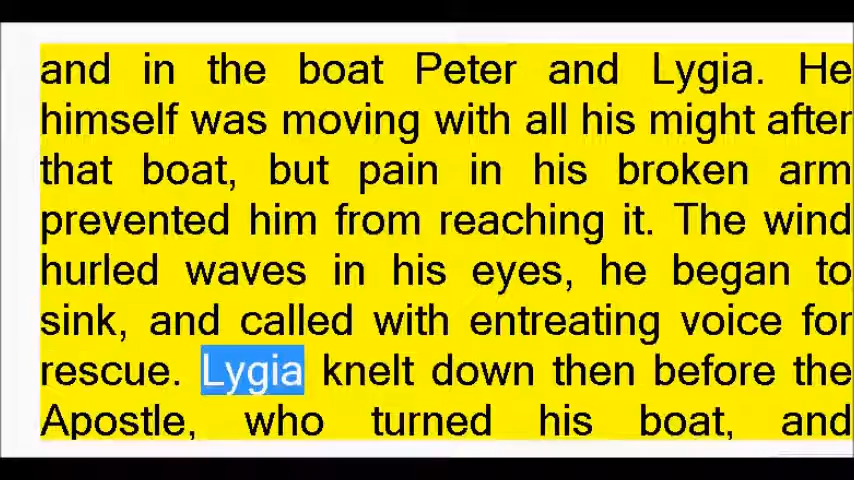 and in the boat Peter and Lygia. He
himself was moving with all his might after
that boat, but pain in his broken arm
prevented him from reaching it. The wind
hurled waves in his eyes, he began to
sink, and called with entreating voice for
rescue. Lygia knelt down then before the
Apostle, who turned his boat, and